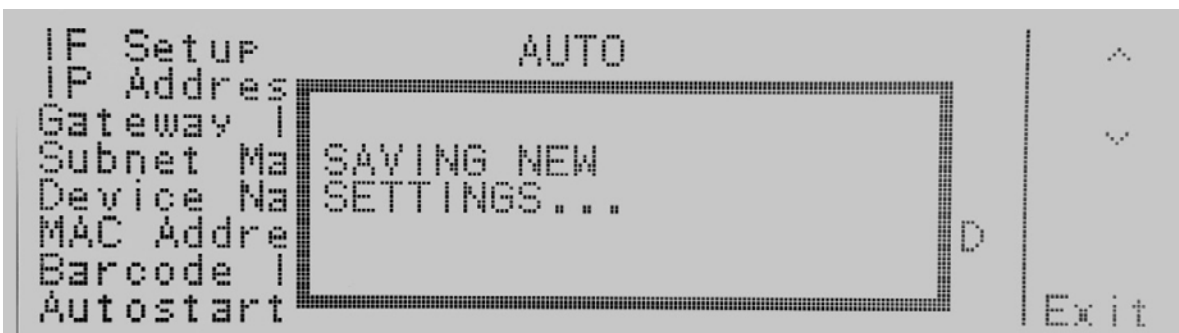 IF Setup AUTO
IP Addres
Gateway I
Subnet Ma
Device Na
MAC Addre D
Barcode I
Autostart
SAVING NEW
SETTINGS...
Exit